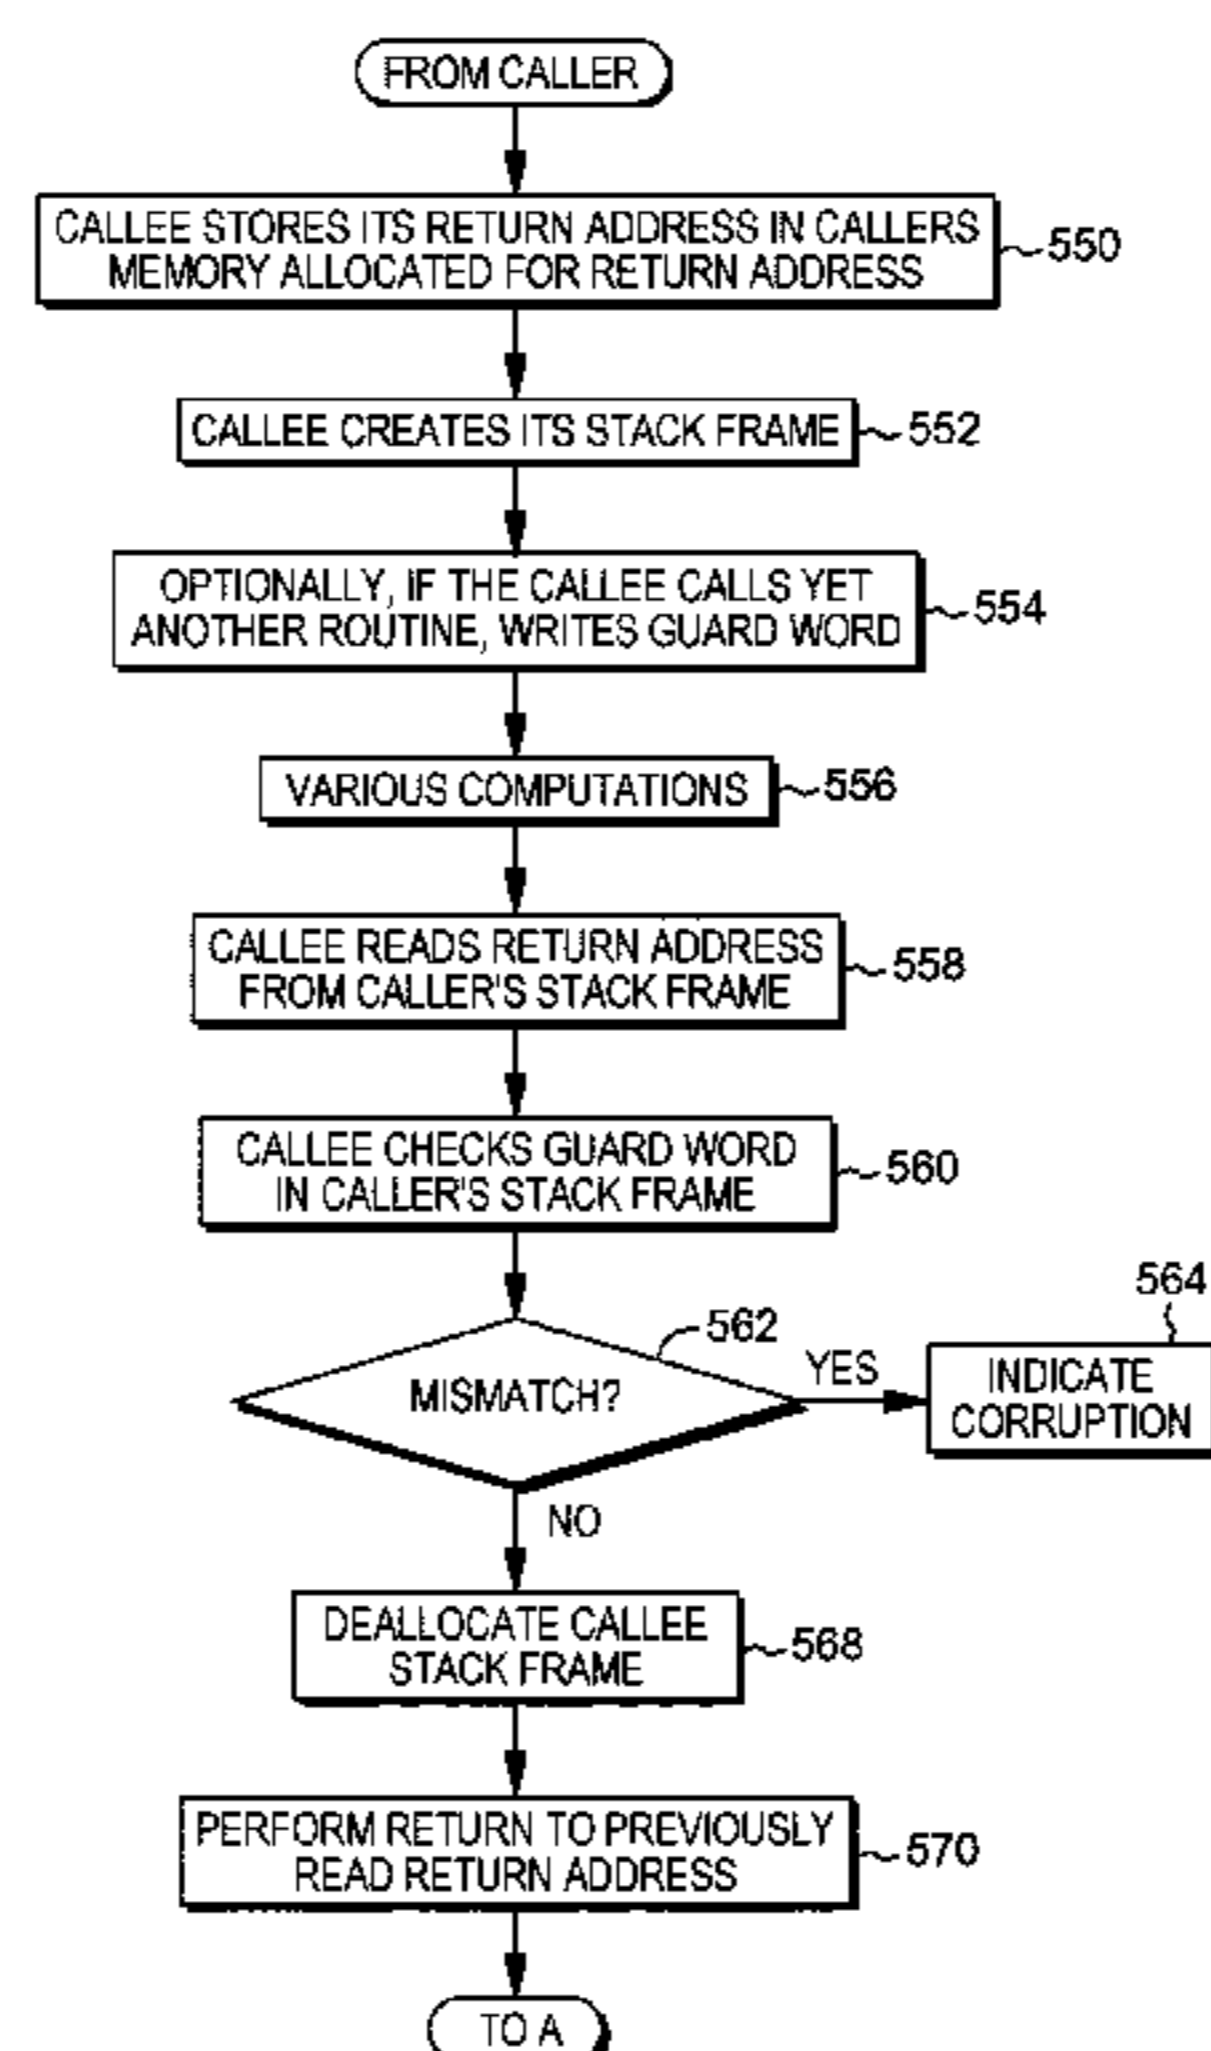 FROM CALLER
CALLEE STORES ITS RETURN ADDRESS IN CALLERS
MEMORY ALLOCATED FOR RETURN ADDRESS
550
CALLEE CREATES ITS STACK FRAME
552
OPTIONALLY, IF THE CALLEE CALLS YET
ANOTHER ROUTINE, WRITES GUARD WORD
554
VARIOUS COMPUTATIONS
556
CALLEE READS RETURN ADDRESS
FROM CALLER'S STACK FRAME
558
CALLEE CHECKS GUARD WORD
IN CALLER'S STACK FRAME
560
MISMATCH?
562
YES
564
INDICATE
CORRUPTION
NO
DEALLOCATE CALLEE
STACK FRAME
568
PERFORM RETURN TO PREVIOUSLY
READ RETURN ADDRESS
570
TO A